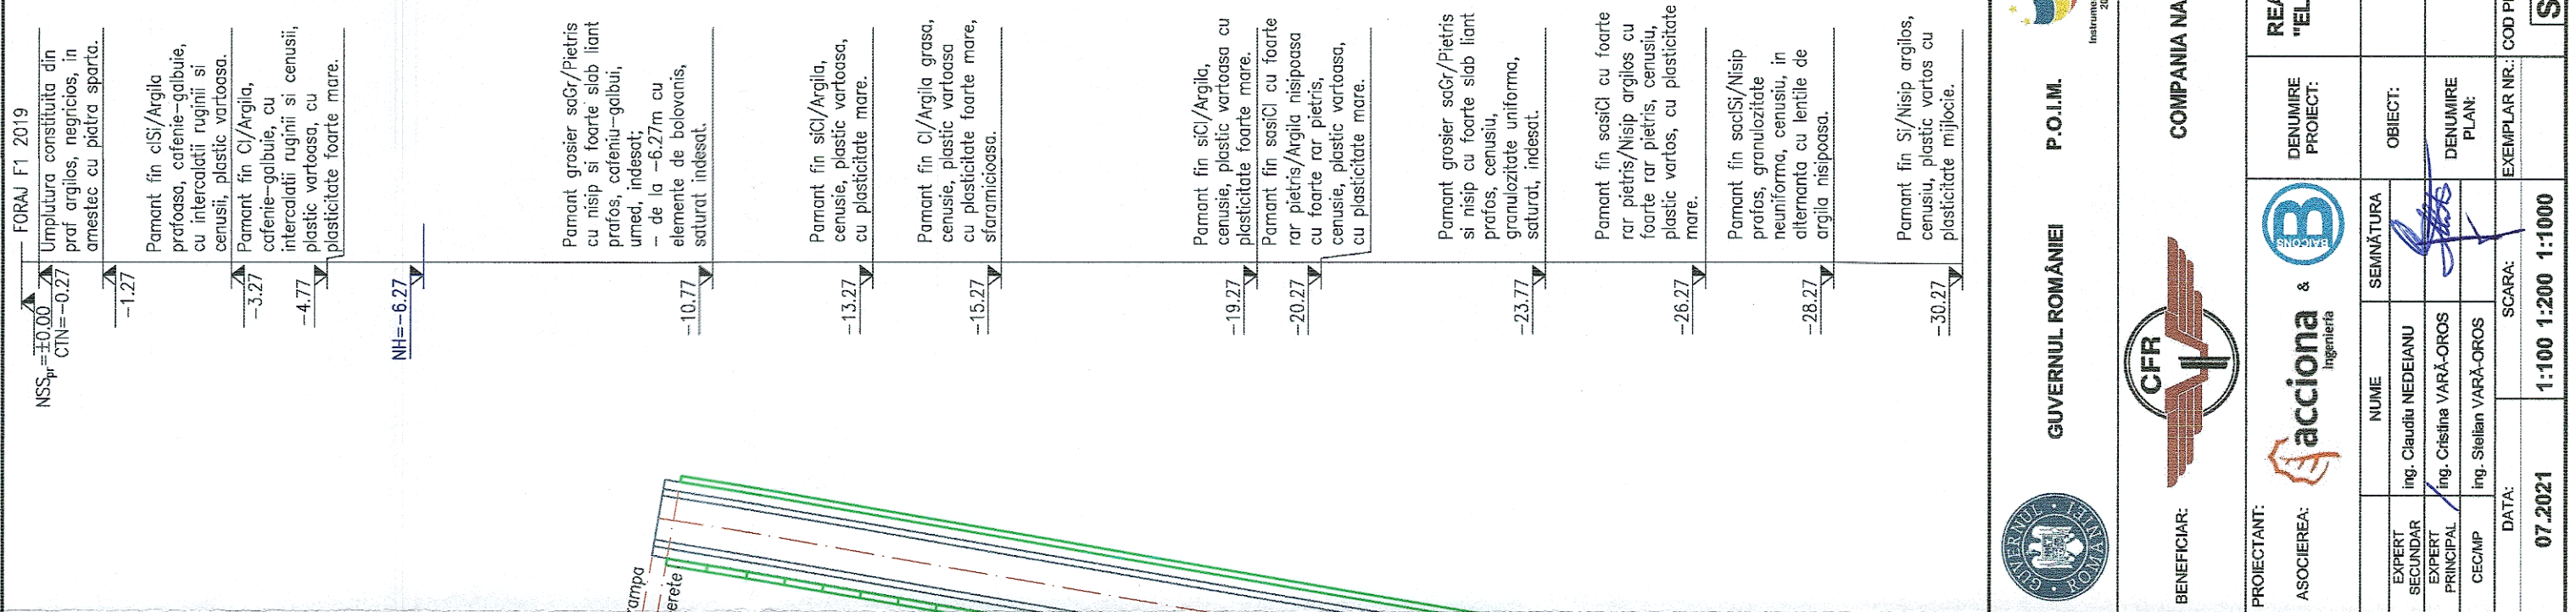 FORAJ F1 2019
NSSpr=±0.00
CTN=-0.27
Umplutura constituita din
praf argilos, negricios, in
amestec cu piatra sparta.
-1.27
Pamant fin clSi/Argila
prafoasa, cafenie-galbuie,
cu intercalatii ruginii si
cenusii, plastic vartoasa.
-3.27
Pamant fin Cl/Argila,
cafenie-galbuie, cu
intercalatii ruginii si cenusii,
plastic vartoasa, cu
plasticitate foarte mare.
-4.77
NH=-6.27
Pamant grosier saGr/Pietris
cu nisip si foarte slab liant
prafos, cafeniu-galbui,
umed, indesat;
- de la -6.27m cu
elemente de bolovanis,
saturat indesat.
-10.77
Pamant fin siCl/Argila,
cenusie, plastic vartoasa,
cu plasticitate mare.
-13.27
Pamant fin Cl/Argila grasa,
cenusie, plastic vartoasa
cu plasticitate foarte mare,
sfaramicioasa.
-15.27
Pamant fin siCl/Argila,
cenusie, plastic vartoasa cu
plasticitate foarte mare.
-19.27
Pamant fin sasiCl cu foarte
rar pietris/Argila nisipoasa
cu foarte rar pietris,
cenusie, plastic vartoasa,
cu plasticitate mare.
-20.27
Pamant grosier saGr/Pietris
si nisip cu foarte slab liant
prafos, cenusiu,
granulozitate uniforma,
saturat, indesat.
-23.77
Pamant fin sasiCl cu foarte
rar pietris/Nisip argilos cu
foarte rar pietris, cenusiu,
plastic vartos, cu plasticitate
mare.
-26.27
Pamant fin saclSi/Nisip
prafos, granulozitate
neuniforma, cenusiu, in
alternanta cu lentile de
argila nisipoasa.
-28.27
Pamant fin Si/Nisip argilos,
cenusiu, plastic vartos cu
plasticitate mijlocie.
-30.27
GUVERNUL ROMÂNIEI
P.O.I.M.
GUVERNUL ROMÂNIEI
Instrume
20
BENEFICIAR:
CFR
COMPANIA NA
PROIECTANT:
ASOCIEREA:
acciona
Ingeniería
&
B
BAICONS
DENUMIRE
PROIECT:
REA
"EL
NUME
SEMNĂTURA
OBIECT:
EXPERT
SECUNDAR
ing. Claudiu NEDEIANU
EXPERT
PRINCIPAL
ing. Cristina VARĂ-OROS
DENUMIRE
PLAN:
CEC/MP
ing. Stelian VARĂ-OROS
DATA:
SCARA:
EXEMPLAR NR.:
COD P
07.2021
1:100 1:200 1:1000
S